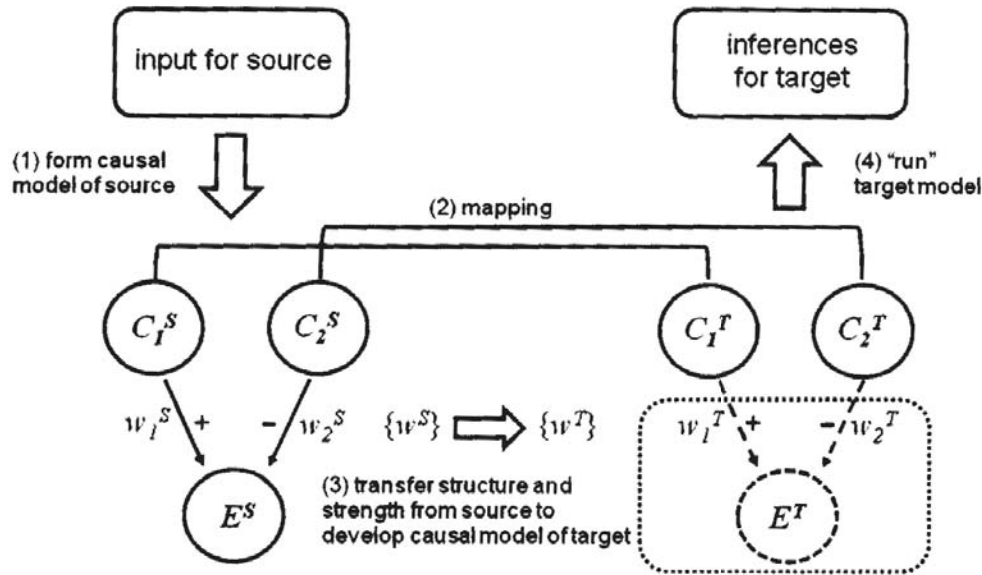 input for source
inferences
for target
(1) form causal
model of source
(4) "run"
target model
(2) mapping
C₁ˢ
C₂ˢ
C₁ᵀ
C₂ᵀ
w₁ˢ +
- w₂ˢ
{wˢ}
{wᵀ}
w₁ᵀ +
- w₂ᵀ
(3) transfer structure and
strength from source to
develop causal model of target
Eˢ
Eᵀ